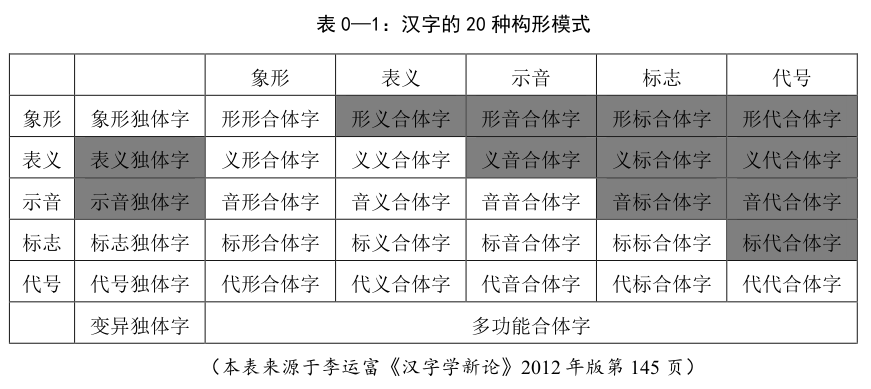 表 0—1：汉字的 20 种构形模式
象形 表义 示音 标志 代号
象形 象形独体字 形形合体字 形义合体字 形音合体字 形标合体字 形代合体字
表义 表义独体字 义形合体字 义义合体字 义音合体字 义标合体字 义代合体字
示音 示音独体字 音形合体字 音义合体字 音音合体字 音标合体字 音代合体字
标志 标志独体字 标形合体字 标义合体字 标音合体字 标标合体字 标代合体字
代号 代号独体字 代形合体字 代义合体字 代音合体字 代标合体字 代代合体字
变异独体字 多功能合体字
（本表来源于李运富《汉字学新论》2012 年版第 145 页）